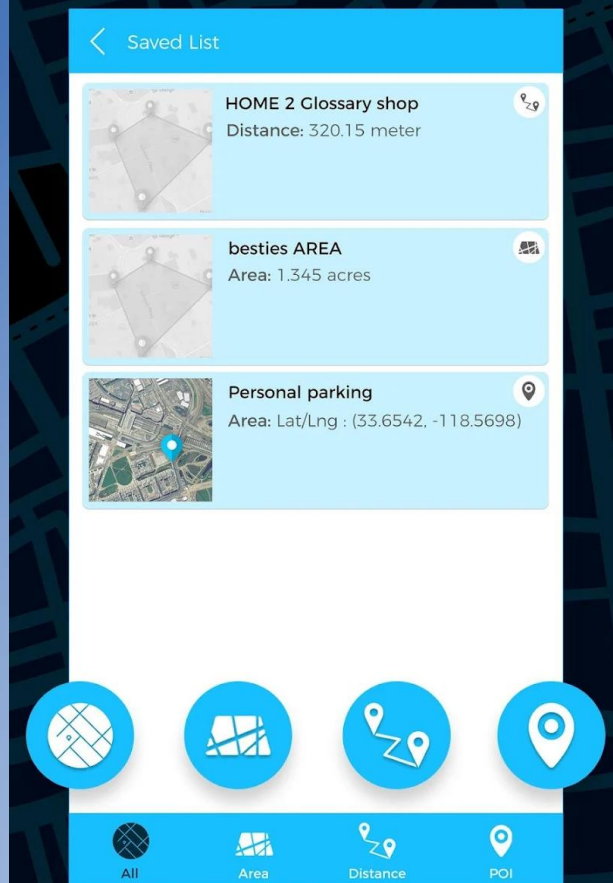 Saved List
HOME 2 Glossary shop
Distance: 320.15 meter
besties AREA
Area: 1.345 acres
Personal parking
Area: Lat/Lng : (33.6542, -118.5698)
All
Area
Distance
POI